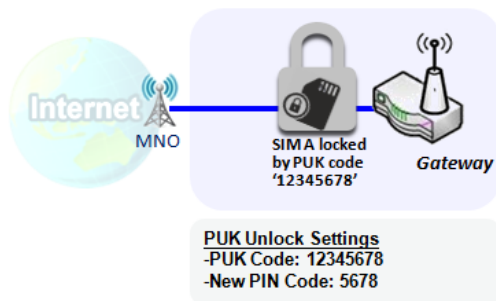 Internet
MNO
SIM A locked
by PUK code
'12345678'
Gateway
PUK Unlock Settings
-PUK Code: 12345678
-New PIN Code: 5678